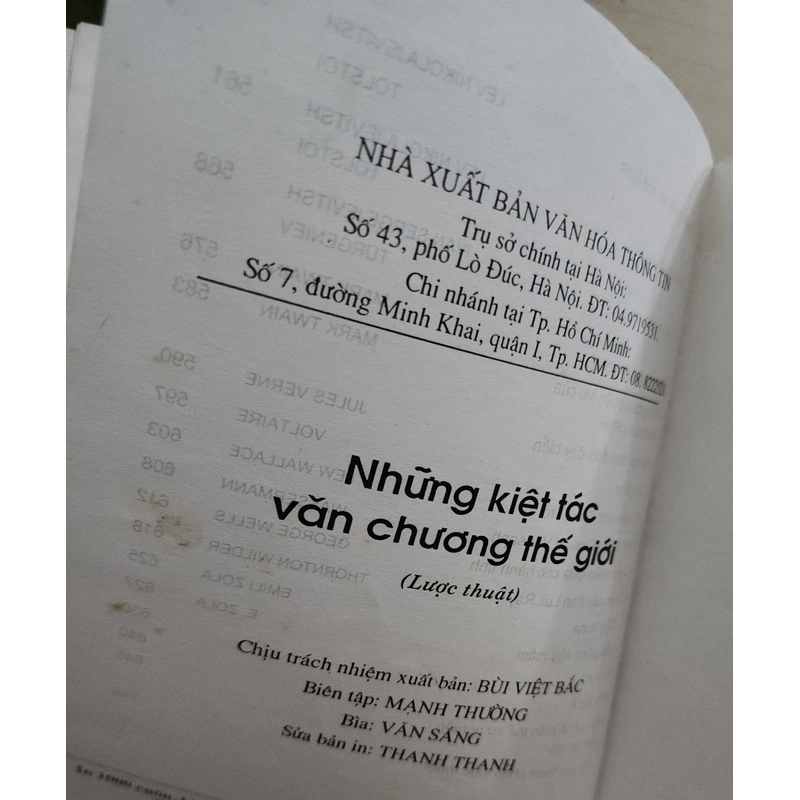 NHÀ XUẤT BẢN VĂN HÓA THÔNG TIN
Trụ sở chính tại Hà Nội:
Số 43, phố Lò Đúc, Hà Nội. ĐT: 04.9719531.
Chi nhánh tại Tp. Hồ Chí Minh:
Số 7, đường Minh Khai, quận I, Tp. HCM. ĐT: 08.
Những kiệt tác
văn chương thế giới
(Lược thuật)
Chịu trách nhiệm xuất bản: BÙI VIỆT BẮC
Biên tập: MẠNH THƯỜNG
Bìa: VĂN SÁNG
Sửa bản in: THANH THANH